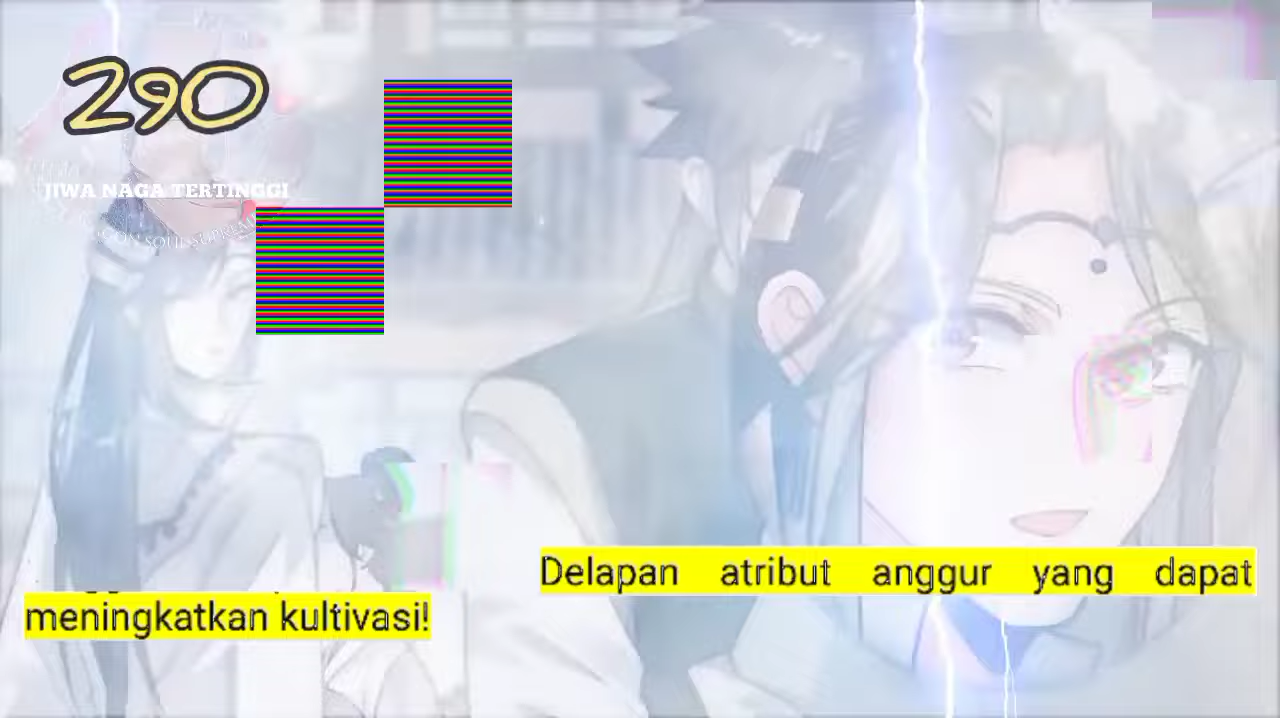 290
JIWA NAGA TERTINGGI
Delapan atribut anggur yang dapat
meningkatkan kultivasi!